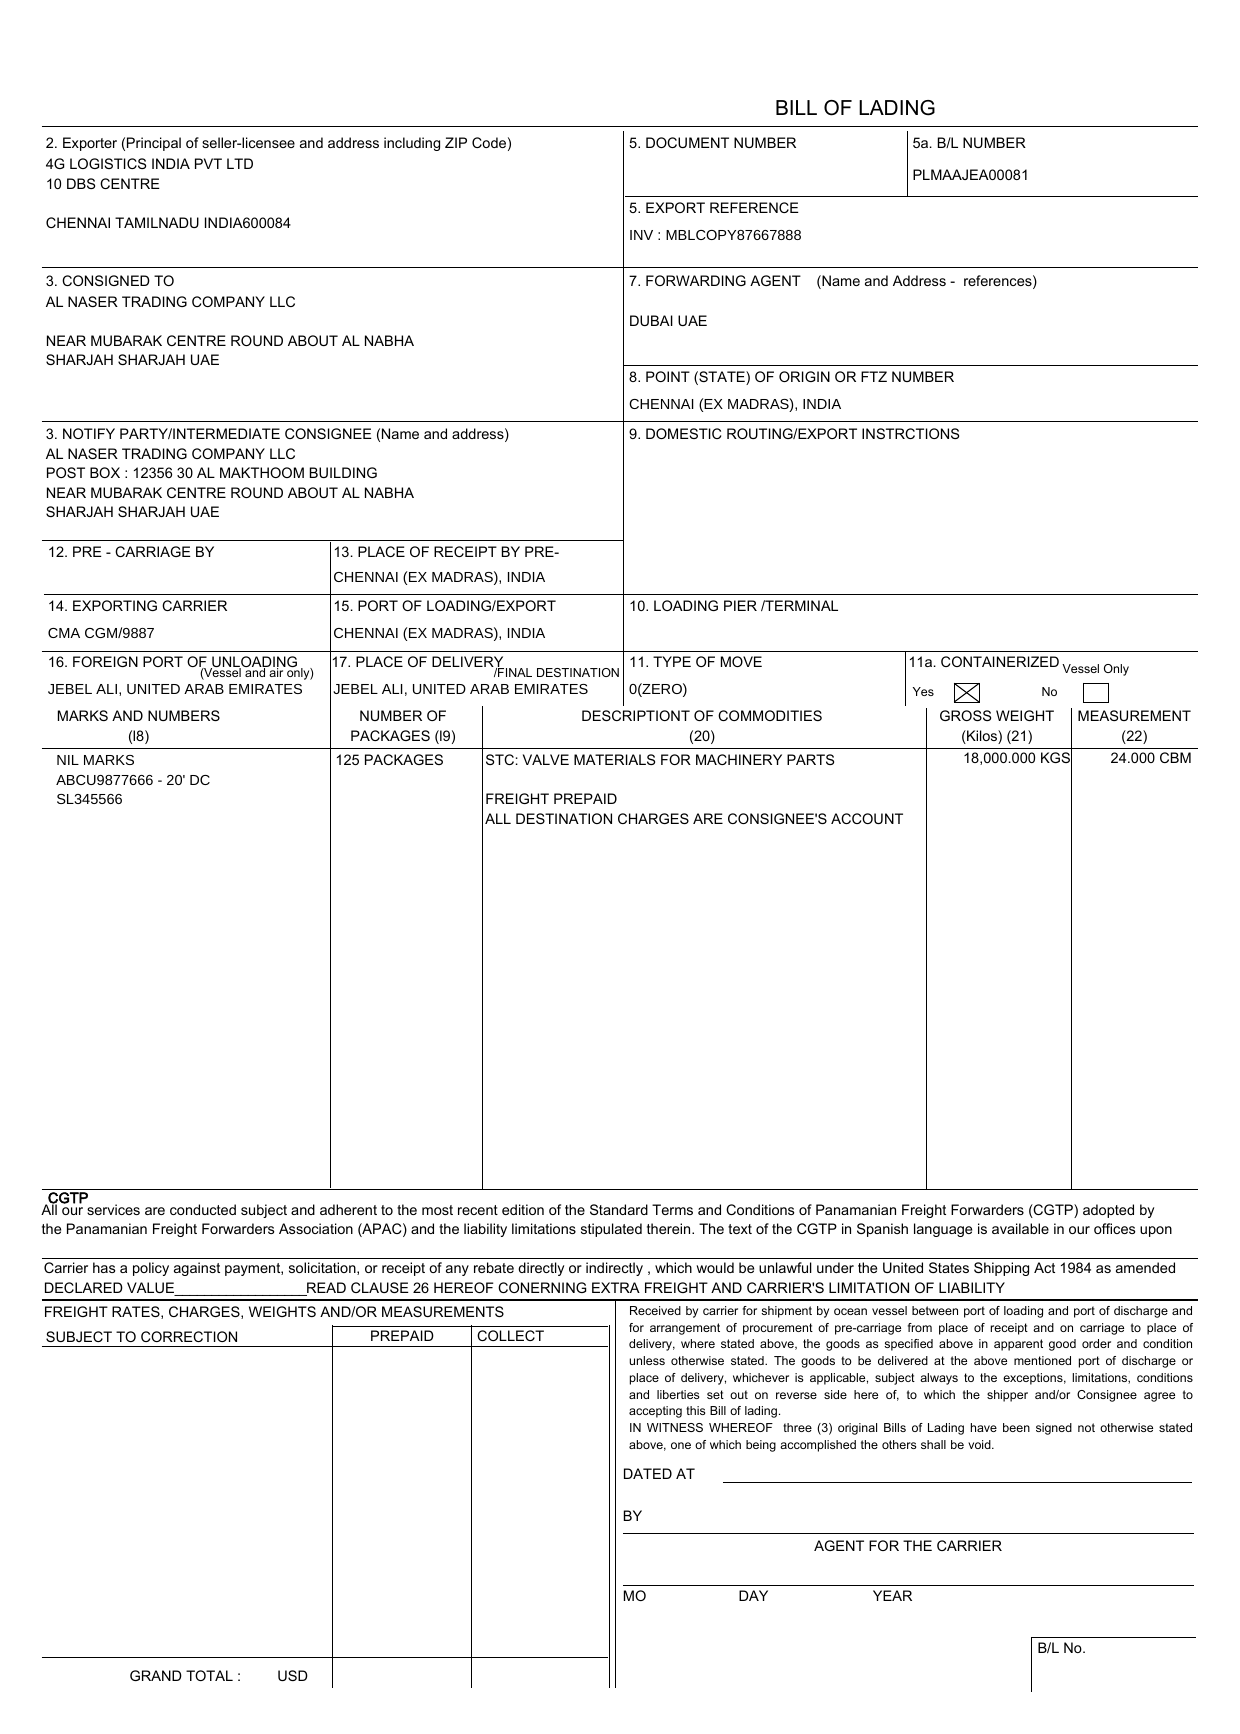 BILL OF LADING
2. Exporter (Principal of seller-licensee and address including ZIP Code)
4G LOGISTICS INDIA PVT LTD
10 DBS CENTRE
CHENNAI TAMILNADU INDIA600084
5. DOCUMENT NUMBER
5a. B/L NUMBER
PLMAAJEA00081
5. EXPORT REFERENCE
INV : MBLCOPY87667888
3. CONSIGNED TO
AL NASER TRADING COMPANY LLC
NEAR MUBARAK CENTRE ROUND ABOUT AL NABHA
SHARJAH SHARJAH UAE
7. FORWARDING AGENT (Name and Address - references)
DUBAI UAE
8. POINT (STATE) OF ORIGIN OR FTZ NUMBER
CHENNAI (EX MADRAS), INDIA
3. NOTIFY PARTY/INTERMEDIATE CONSIGNEE (Name and address)
AL NASER TRADING COMPANY LLC
POST BOX : 12356 30 AL MAKTHOOM BUILDING
NEAR MUBARAK CENTRE ROUND ABOUT AL NABHA
SHARJAH SHARJAH UAE
9. DOMESTIC ROUTING/EXPORT INSTRCTIONS
12. PRE - CARRIAGE BY
13. PLACE OF RECEIPT BY PRE-
CHENNAI (EX MADRAS), INDIA
14. EXPORTING CARRIER
CMA CGM/9887
15. PORT OF LOADING/EXPORT
CHENNAI (EX MADRAS), INDIA
10. LOADING PIER /TERMINAL
16. FOREIGN PORT OF UNLOADING
(Vessel and air only)
JEBEL ALI, UNITED ARAB EMIRATES
17. PLACE OF DELIVERY
/FINAL DESTINATION
JEBEL ALI, UNITED ARAB EMIRATES
11. TYPE OF MOVE
0(ZERO)
11a. CONTAINERIZED Vessel Only
Yes No
MARKS AND NUMBERS
(l8)
NUMBER OF
PACKAGES (l9)
DESCRIPTIONT OF COMMODITIES
(20)
GROSS WEIGHT
(Kilos) (21)
MEASUREMENT
(22)
NIL MARKS
ABCU9877666 - 20' DC
SL345566
125 PACKAGES
STC: VALVE MATERIALS FOR MACHINERY PARTS
FREIGHT PREPAID
ALL DESTINATION CHARGES ARE CONSIGNEE'S ACCOUNT
18,000.000 KGS
24.000 CBM
CGTP
All our services are conducted subject and adherent to the most recent edition of the Standard Terms and Conditions of Panamanian Freight Forwarders (CGTP) adopted by
the Panamanian Freight Forwarders Association (APAC) and the liability limitations stipulated therein. The text of the CGTP in Spanish language is available in our offices upon
Carrier has a policy against payment, solicitation, or receipt of any rebate directly or indirectly , which would be unlawful under the United States Shipping Act 1984 as amended
DECLARED VALUE_________________READ CLAUSE 26 HEREOF CONERNING EXTRA FREIGHT AND CARRIER'S LIMITATION OF LIABILITY
FREIGHT RATES, CHARGES, WEIGHTS AND/OR MEASUREMENTS
SUBJECT TO CORRECTION
PREPAID
COLLECT
GRAND TOTAL : USD
Received by carrier for shipment by ocean vessel between port of loading and port of discharge and
for arrangement of procurement of pre-carriage from place of receipt and on carriage to place of
delivery, where stated above, the goods as specified above in apparent good order and condition
unless otherwise stated. The goods to be delivered at the above mentioned port of discharge or
place of delivery, whichever is applicable, subject always to the exceptions, limitations, conditions
and liberties set out on reverse side here of, to which the shipper and/or Consignee agree to
accepting this Bill of lading.
IN WITNESS WHEREOF three (3) original Bills of Lading have been signed not otherwise stated
above, one of which being accomplished the others shall be void.
DATED AT
BY
AGENT FOR THE CARRIER
MO DAY YEAR
B/L No.